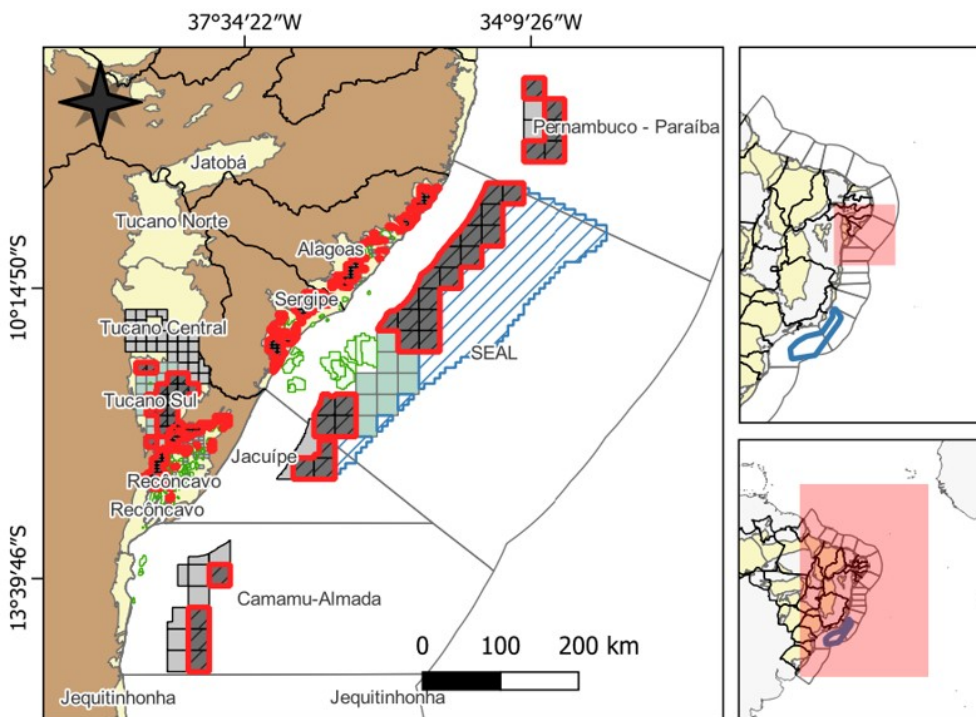 37°34′22″W
34°9′26″W
Pernambuco - Paraíba
Jatobá
Tucano Norte
Alagoas
10°14′50″S
Sergipe
Tucano Central
SEAL
Tucano Sul
Jacuípe
Recôncavo
Recôncavo
13°39′46″S
Camamu-Almada
0 100 200 km
Jequitinhonha
Jequitinhonha